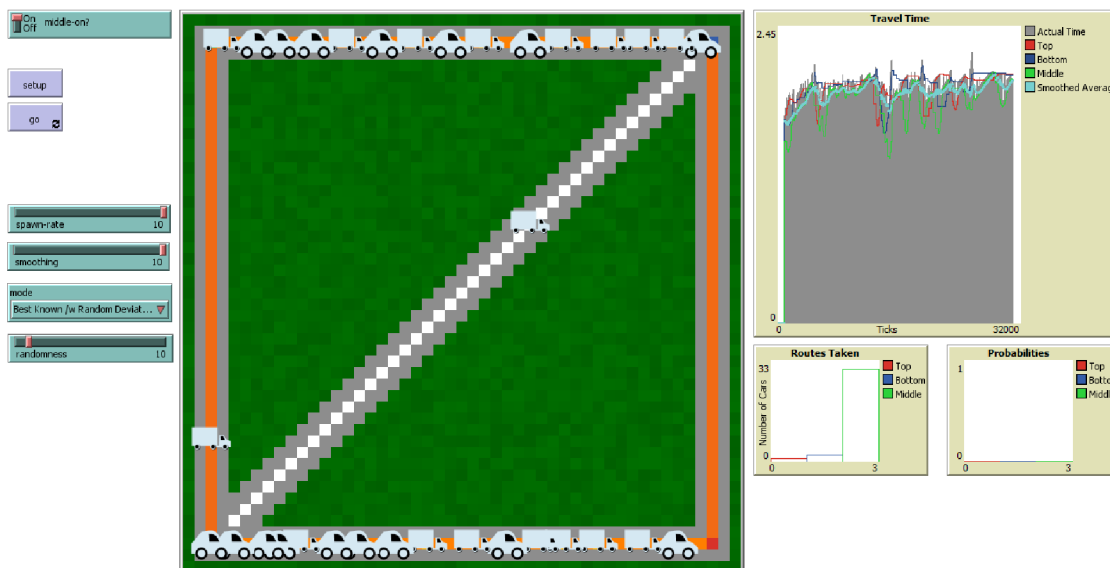 On
Off
middle-on?
setup
go
spawn-rate 10
smoothing 10
mode
Best Known /w Random Deviat...
randomness 10
Travel Time
2.45
0
0
Ticks
32000
Actual Time
Top
Bottom
Middle
Smoothed Averag
Routes Taken
33
Number of Cars
0
0
3
Top
Bottom
Middle
Probabilities
1
0
0
3
Top
Botto
Middl